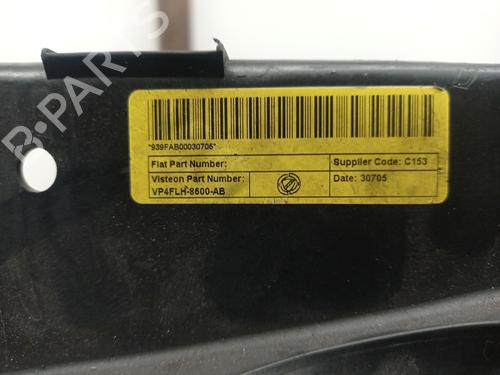 B-PARTS
*939FAB00030705*
Fiat Part Number:
Supplier Code: C153
Visteon Part Number:
VP4FLH-8600-AB
Date: 30705